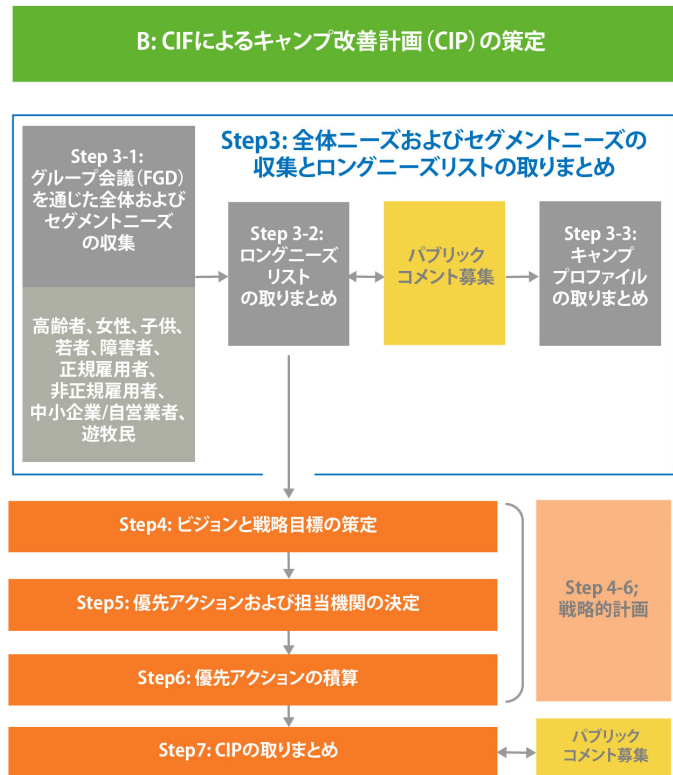 B: CIFによるキャンプ改善計画（CIP）の策定
Step3: 全体ニーズおよびセグメントニーズの
収集とロングニーズリストの取りまとめ
Step 3-1:
グループ会議（FGD）
を通じた全体および
セグメントニーズ
の収集
高齢者、女性、子供、
若者、障害者、
正規雇用者、
非正規雇用者、
中小企業/自営業者、
遊牧民
Step 3-2:
ロングニーズ
リスト
の取りまとめ
パブリック
コメント募集
Step 3-3:
キャンプ
プロファイル
の取りまとめ
Step4: ビジョンと戦略目標の策定
Step5: 優先アクションおよび担当機関の決定
Step6: 優先アクションの積算
Step 4-6;
戦略的計画
Step7: CIPの取りまとめ
パブリック
コメント募集